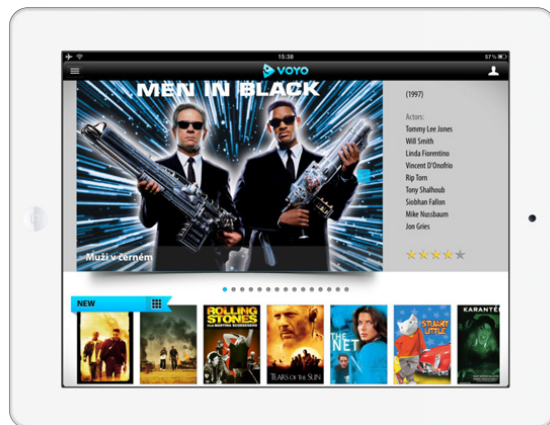 15:38
57 %
VOYO
MEN IN BLACK
(1997)
Actors:
Tommy Lee Jones
Will Smith
Linda Fiorentino
Vincent D'Onofrio
Rip Torn
Tony Shalhoub
Siobhan Fallon
Mike Nussbaum
Jon Gries
Muži v černém
NEW
ROLLING
STONES
TEARS OF THE SUN
THE
NET
STUART
LITTLE
KARANTÉN